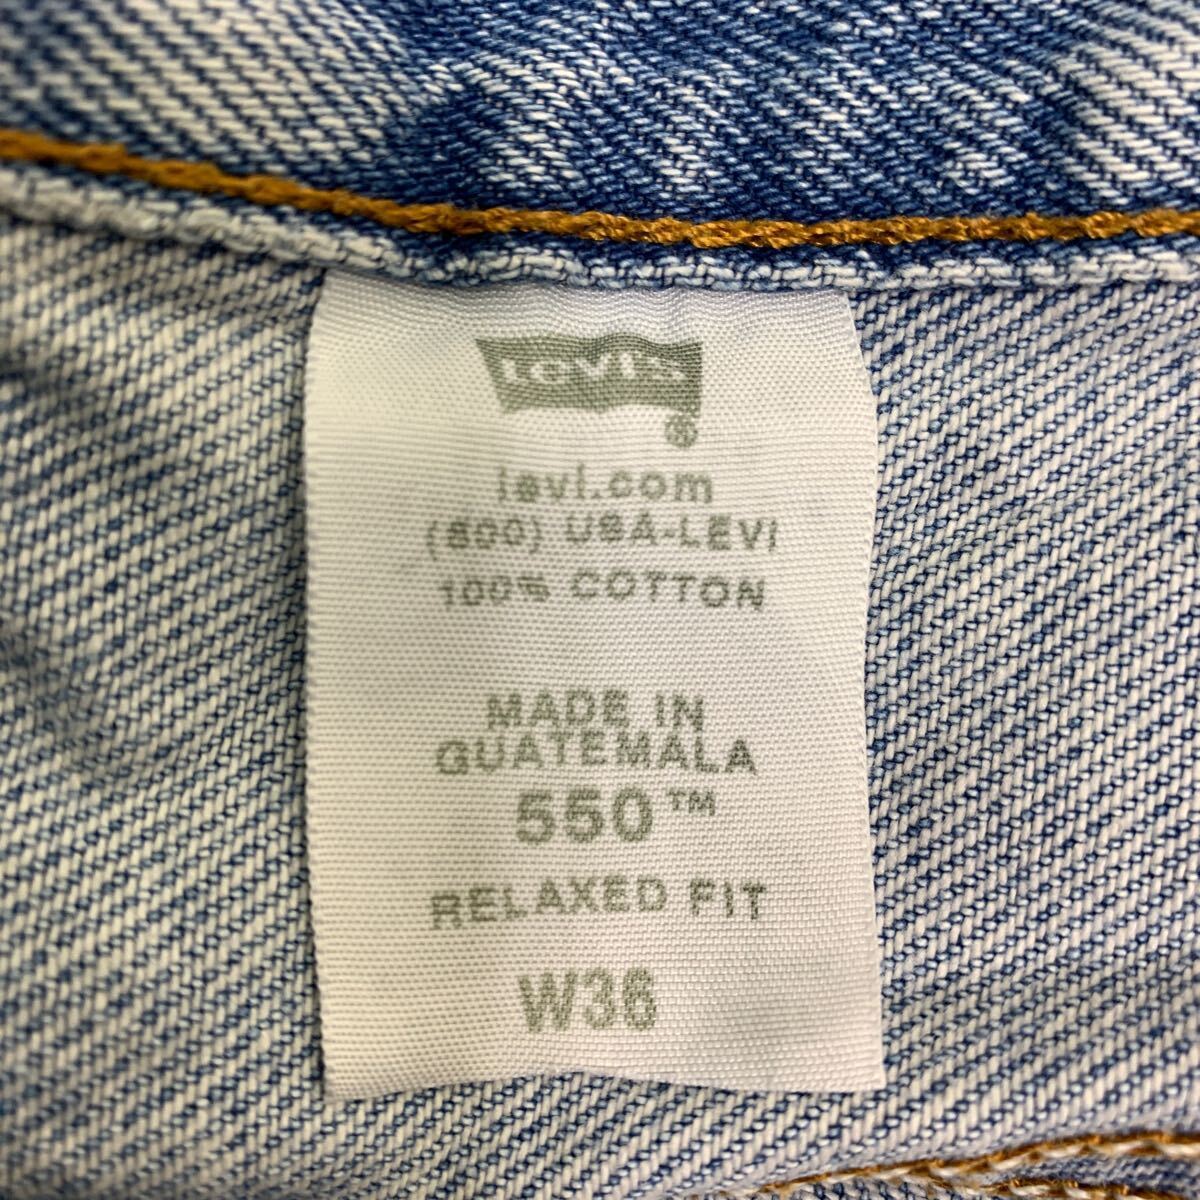 Levi's
®
levi.com
(800) USA-LEVI
100% COTTON
MADE IN
GUATEMALA
550™
RELAXED FIT
W36